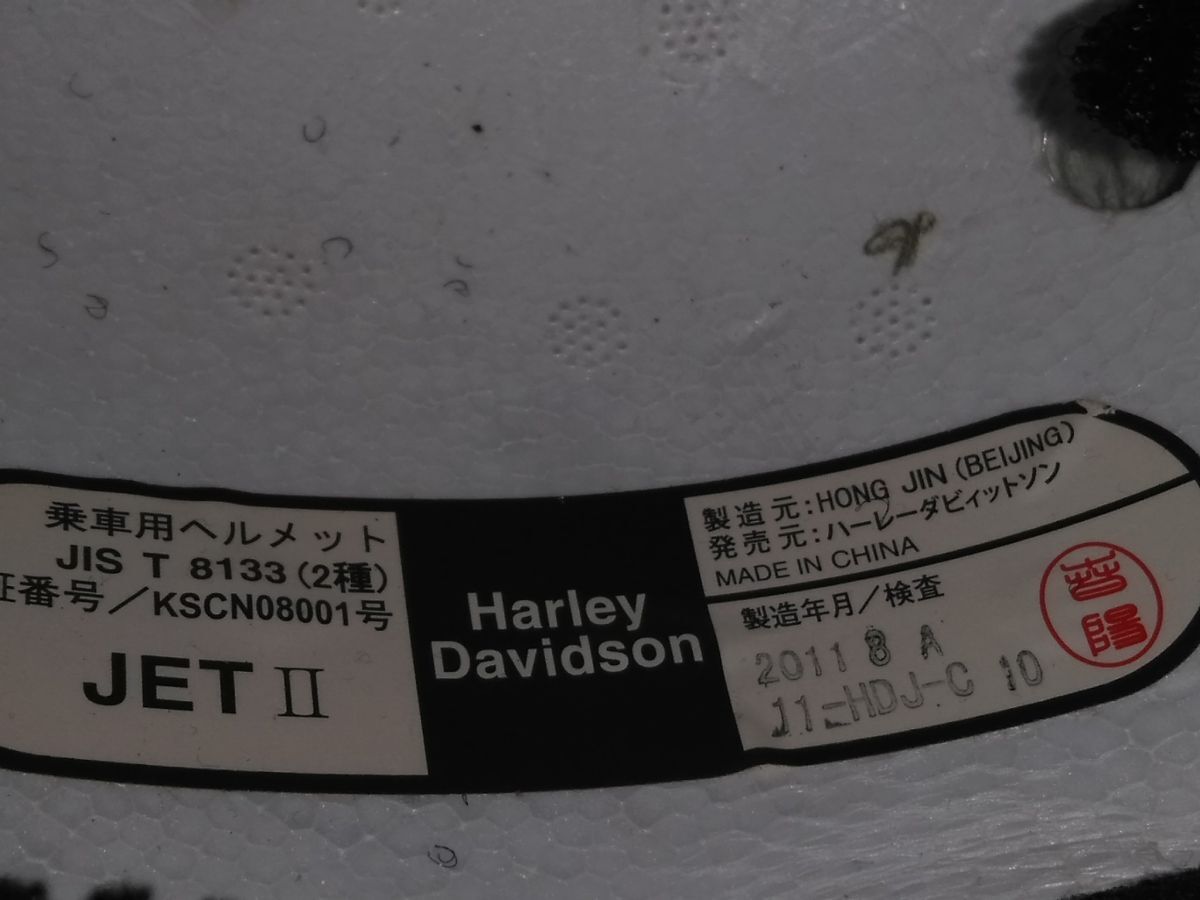 乗車用ヘルメット
JIS T 8133(2種)
証番号/KSCN08001号
JET II
Harley
Davidson
製造元:HONG JIN (BEIJING)
発売元:ハーレーダビィットソン
MADE IN CHINA
製造年月/検査
2011 8 A
11-HDJ-C 10